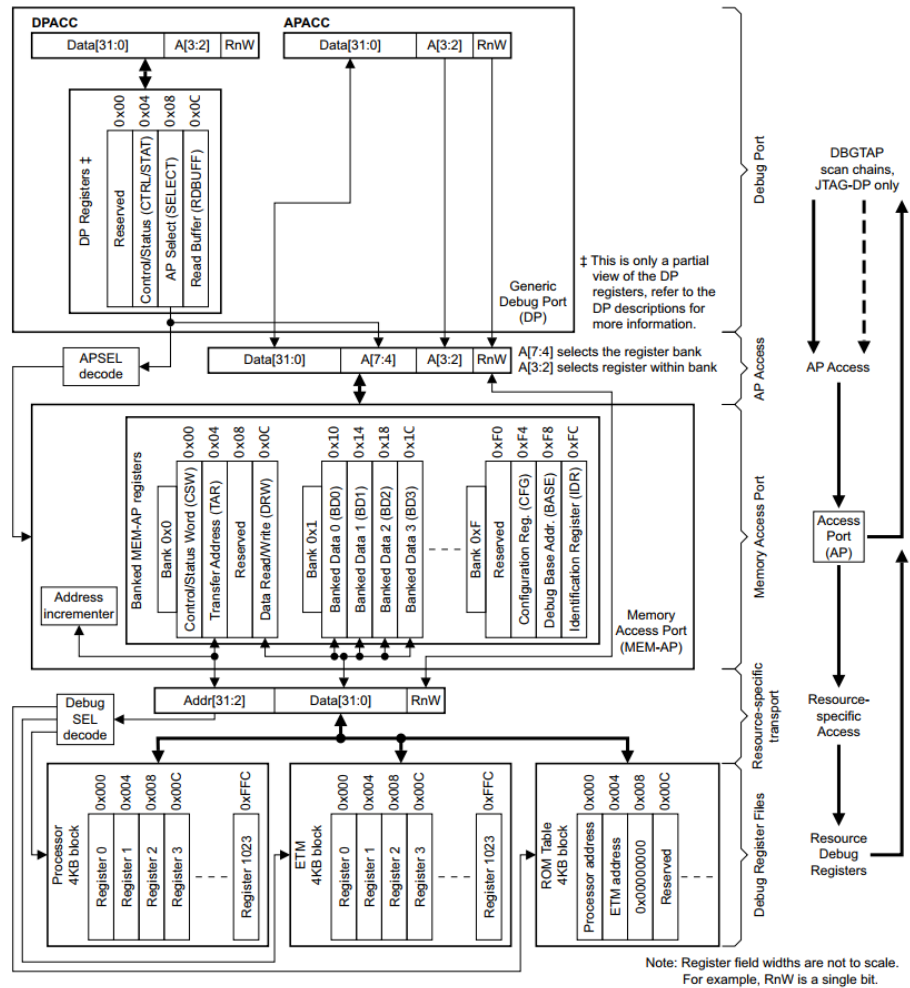 DPACC
Data[31:0] A[3:2] RnW
APACC
Data[31:0] A[3:2] RnW
DP Registers ‡
0x00
0x04
0x08
0x0C
Reserved
Control/Status (CTRL/STAT)
AP Select (SELECT)
Read Buffer (RDBUFF)
Generic
Debug Port
(DP)
‡ This is only a partial
view of the DP
registers, refer to the
DP descriptions for
more information.
Debug Port
DBGTAP
scan chains,
JTAG-DP only
APSEL
decode
Data[31:0] A[7:4] A[3:2] RnW
A[7:4] selects the register bank
A[3:2] selects register within bank
AP Access
AP Access
Banked MEM-AP registers
Bank 0x0
0x00
0x04
0x08
0x0C
Control/Status Word (CSW)
Transfer Address (TAR)
Reserved
Data Read/Write (DRW)
Bank 0x1
0x10
0x14
0x18
0x1C
Banked Data 0 (BD0)
Banked Data 1 (BD1)
Banked Data 2 (BD2)
Banked Data 3 (BD3)
Bank 0xF
0xF0
0xF4
0xF8
0xFC
Reserved
Configuration Reg. (CFG)
Debug Base Addr. (BASE)
Identification Register (IDR)
Address
incrementer
Memory
Access Port
(MEM-AP)
Memory Access Port
Access
Port
(AP)
Addr[31:2] Data[31:0] RnW
Debug
SEL
decode
Resource-specific
transport
Resource-
specific
Access
Processor
4KB block
0x000
0x004
0x008
0x00C
0xFFC
Register 0
Register 1
Register 2
Register 3
Register 1023
ETM
4KB block
0x000
0x004
0x008
0x00C
0xFFC
Register 0
Register 1
Register 2
Register 3
Register 1023
ROM Table
4KB block
0x000
0x004
0x008
0x00C
Processor address
ETM address
0x00000000
Reserved
Debug Register Files
Resource
Debug
Registers
Note: Register field widths are not to scale.
For example, RnW is a single bit.